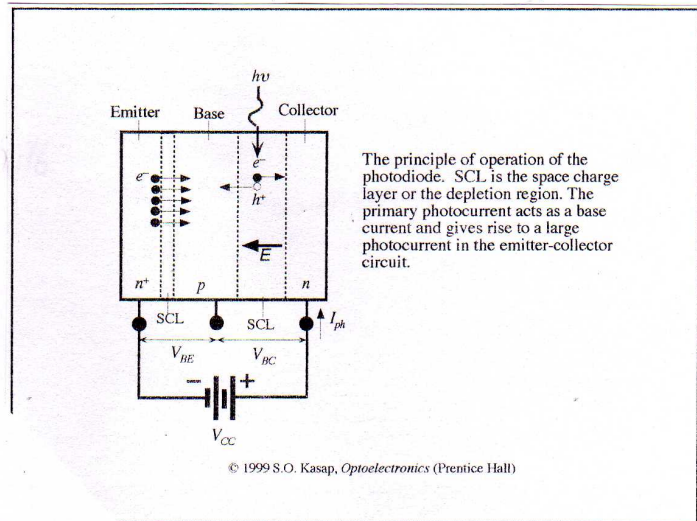 hν
Emitter Base Collector
e⁻
e⁻
h⁺
E
n⁺ p n
SCL SCL
I_ph
V_BE V_BC
− +
V_CC
The principle of operation of the
photodiode. SCL is the space charge
layer or the depletion region. The
primary photocurrent acts as a base
current and gives rise to a large
photocurrent in the emitter-collector
circuit.
© 1999 S.O. Kasap, Optoelectronics (Prentice Hall)